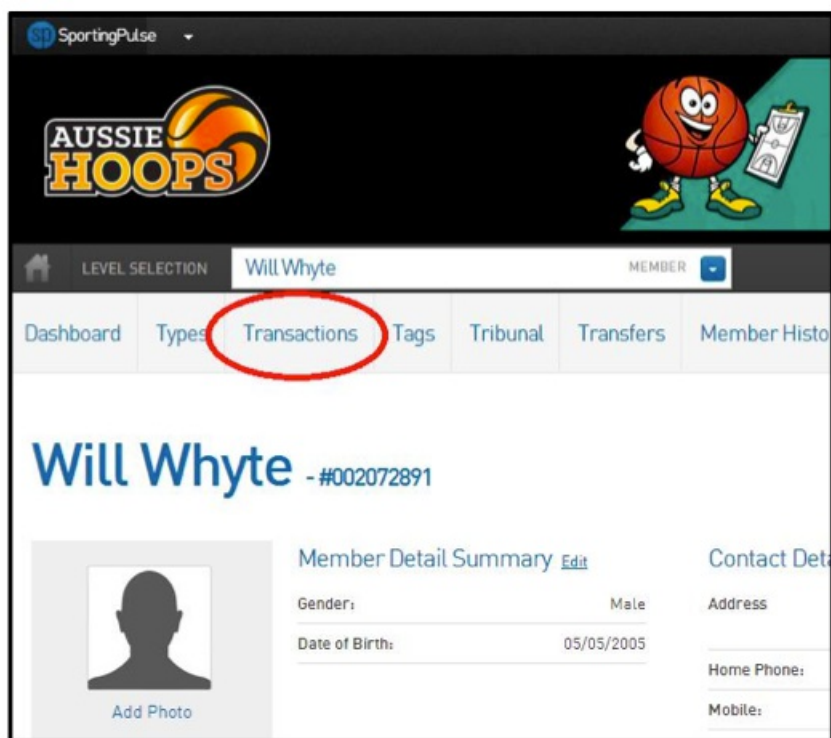 sp SportingPulse
AUSSIE
HOOPS
LEVEL SELECTION Will Whyte MEMBER
Dashboard Types Transactions Tags Tribunal Transfers Member Histo
Will Whyte - #002072891
Member Detail Summary Edit Contact Deta
Gender: Male Address
Date of Birth: 05/05/2005
Home Phone:
Add Photo Mobile: